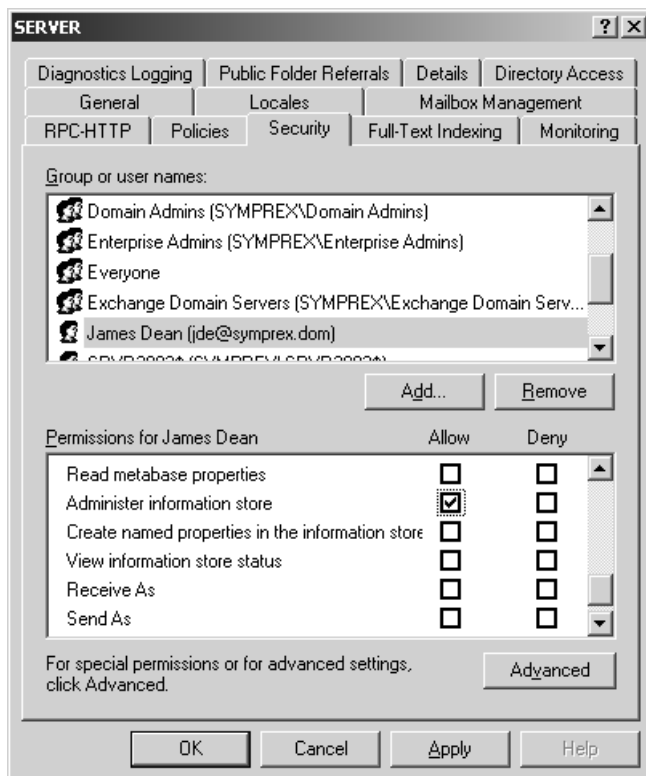 SERVER
Diagnostics Logging Public Folder Referrals Details Directory Access
General Locales Mailbox Management
RPC-HTTP Policies Security Full-Text Indexing Monitoring
Group or user names:
Domain Admins (SYMPREX\Domain Admins)
Enterprise Admins (SYMPREX\Enterprise Admins)
Everyone
Exchange Domain Servers (SYMPREX\Exchange Domain Serv...
James Dean (jde@symprex.dom)
Add... Remove
Permissions for James Dean Allow Deny
Read metabase properties
Administer information store
Create named properties in the information store
View information store status
Receive As
Send As
For special permissions or for advanced settings,
click Advanced.
Advanced
OK Cancel Apply Help